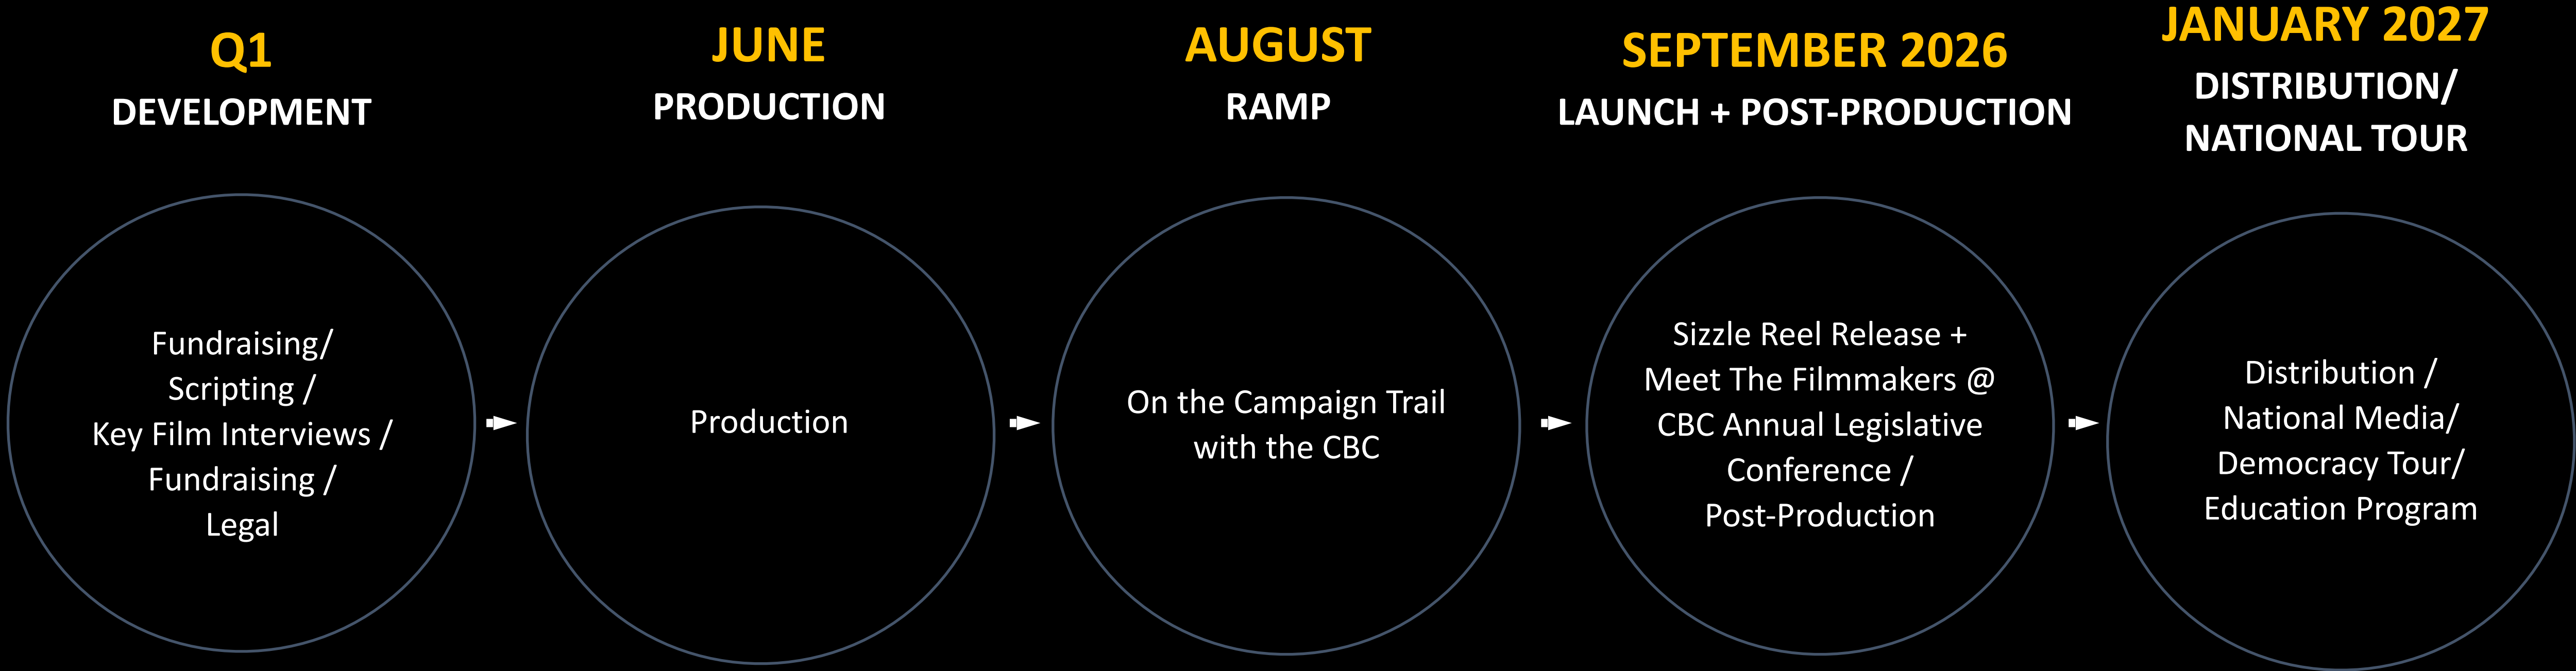 Q1
DEVELOPMENT
Fundraising/
Scripting /
Key Film Interviews /
Fundraising /
Legal
JUNE
PRODUCTION
Production
AUGUST
RAMP
On the Campaign Trail
with the CBC
SEPTEMBER 2026
LAUNCH + POST-PRODUCTION
Sizzle Reel Release +
Meet The Filmmakers @
CBC Annual Legislative
Conference /
Post-Production
JANUARY 2027
DISTRIBUTION/
NATIONAL TOUR
Distribution /
National Media/
Democracy Tour/
Education Program